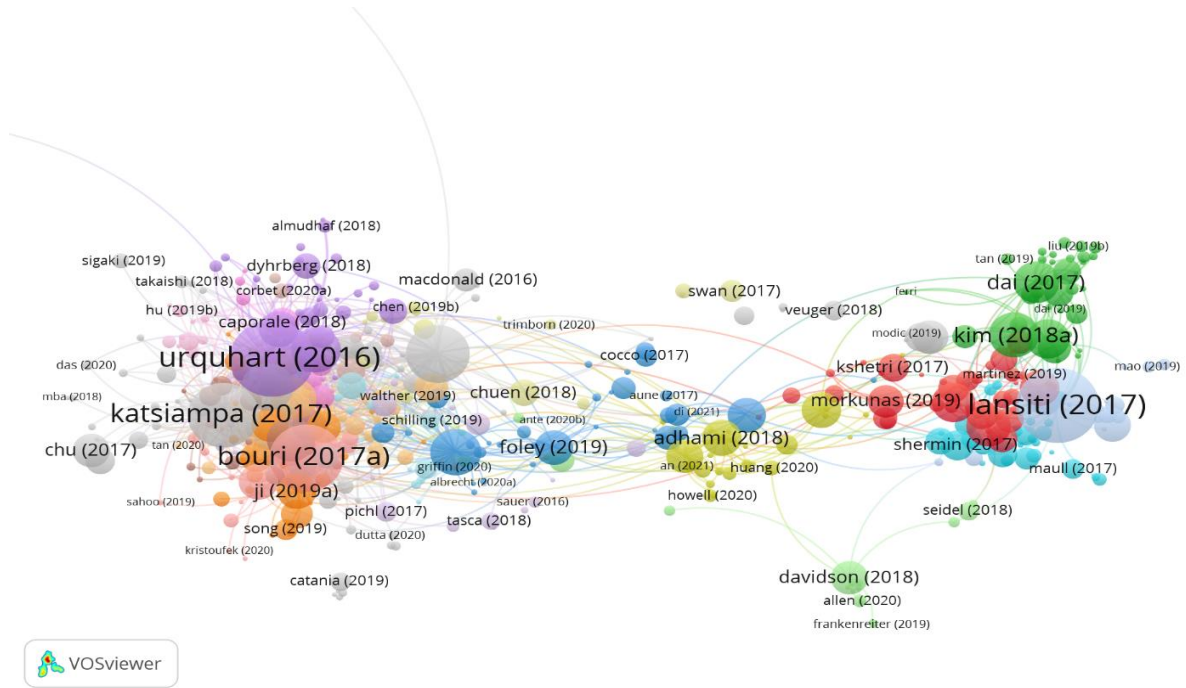 almudhaf (2018)
sigaki (2019)
dyhrberg (2018)
macdonald (2016)
takaishi (2018)
corbet (2020a)
hu (2019b)
chen (2019b)
caporale (2018)
trimborn (2020)
urquhart (2016)
das (2020)
walther (2019)
chuen (2018)
mba (2018)
katsiampa (2017)
schilling (2019)
ante (2020b)
chu (2017)
tan (2020)
bouri (2017a)
foley (2019)
griffin (2020)
albrecht (2020a)
ji (2019a)
sahoo (2019)
sauer (2016)
pichl (2017)
song (2019)
tasca (2018)
dutta (2020)
kristoufek (2020)
catania (2019)
swan (2017)
veuger (2018)
cocco (2017)
aune (2017)
di (2021)
adhami (2018)
an (2021)
huang (2020)
howell (2020)
liu (2019b)
tan (2019)
dai (2017)
ferri
dai (2019)
modic (2019)
kim (2018a)
kshetri (2017)
martinez (2019)
mao (2019)
morkunas (2019)
lansiti (2017)
shermin (2017)
maull (2017)
seidel (2018)
davidson (2018)
allen (2020)
frankenreiter (2019)
VOSviewer